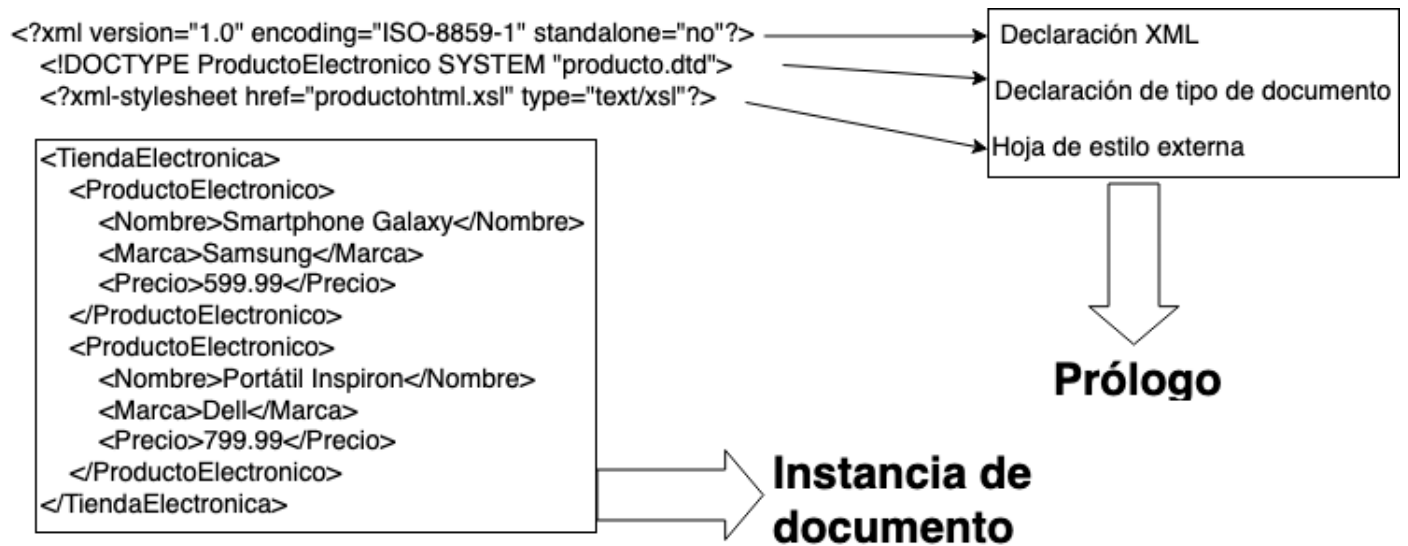 <?xml version="1.0" encoding="ISO-8859-1" standalone="no"?>
<!DOCTYPE ProductoElectronico SYSTEM "producto.dtd">
<?xml-stylesheet href="productohtml.xsl" type="text/xsl"?>
Declaración XML
Declaración de tipo de documento
Hoja de estilo externa
Prólogo
<TiendaElectronica>
<ProductoElectronico>
<Nombre>Smartphone Galaxy</Nombre>
<Marca>Samsung</Marca>
<Precio>599.99</Precio>
</ProductoElectronico>
<ProductoElectronico>
<Nombre>Portátil Inspiron</Nombre>
<Marca>Dell</Marca>
<Precio>799.99</Precio>
</ProductoElectronico>
</TiendaElectronica>
Instancia de
documento